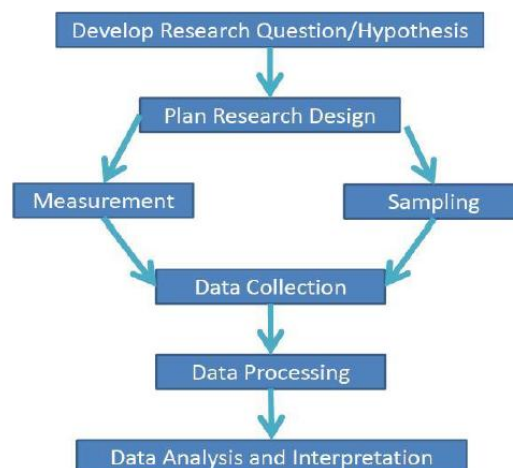 Develop Research Question/Hypothesis
Plan Research Design
Measurement
Sampling
Data Collection
Data Processing
Data Analysis and Interpretation